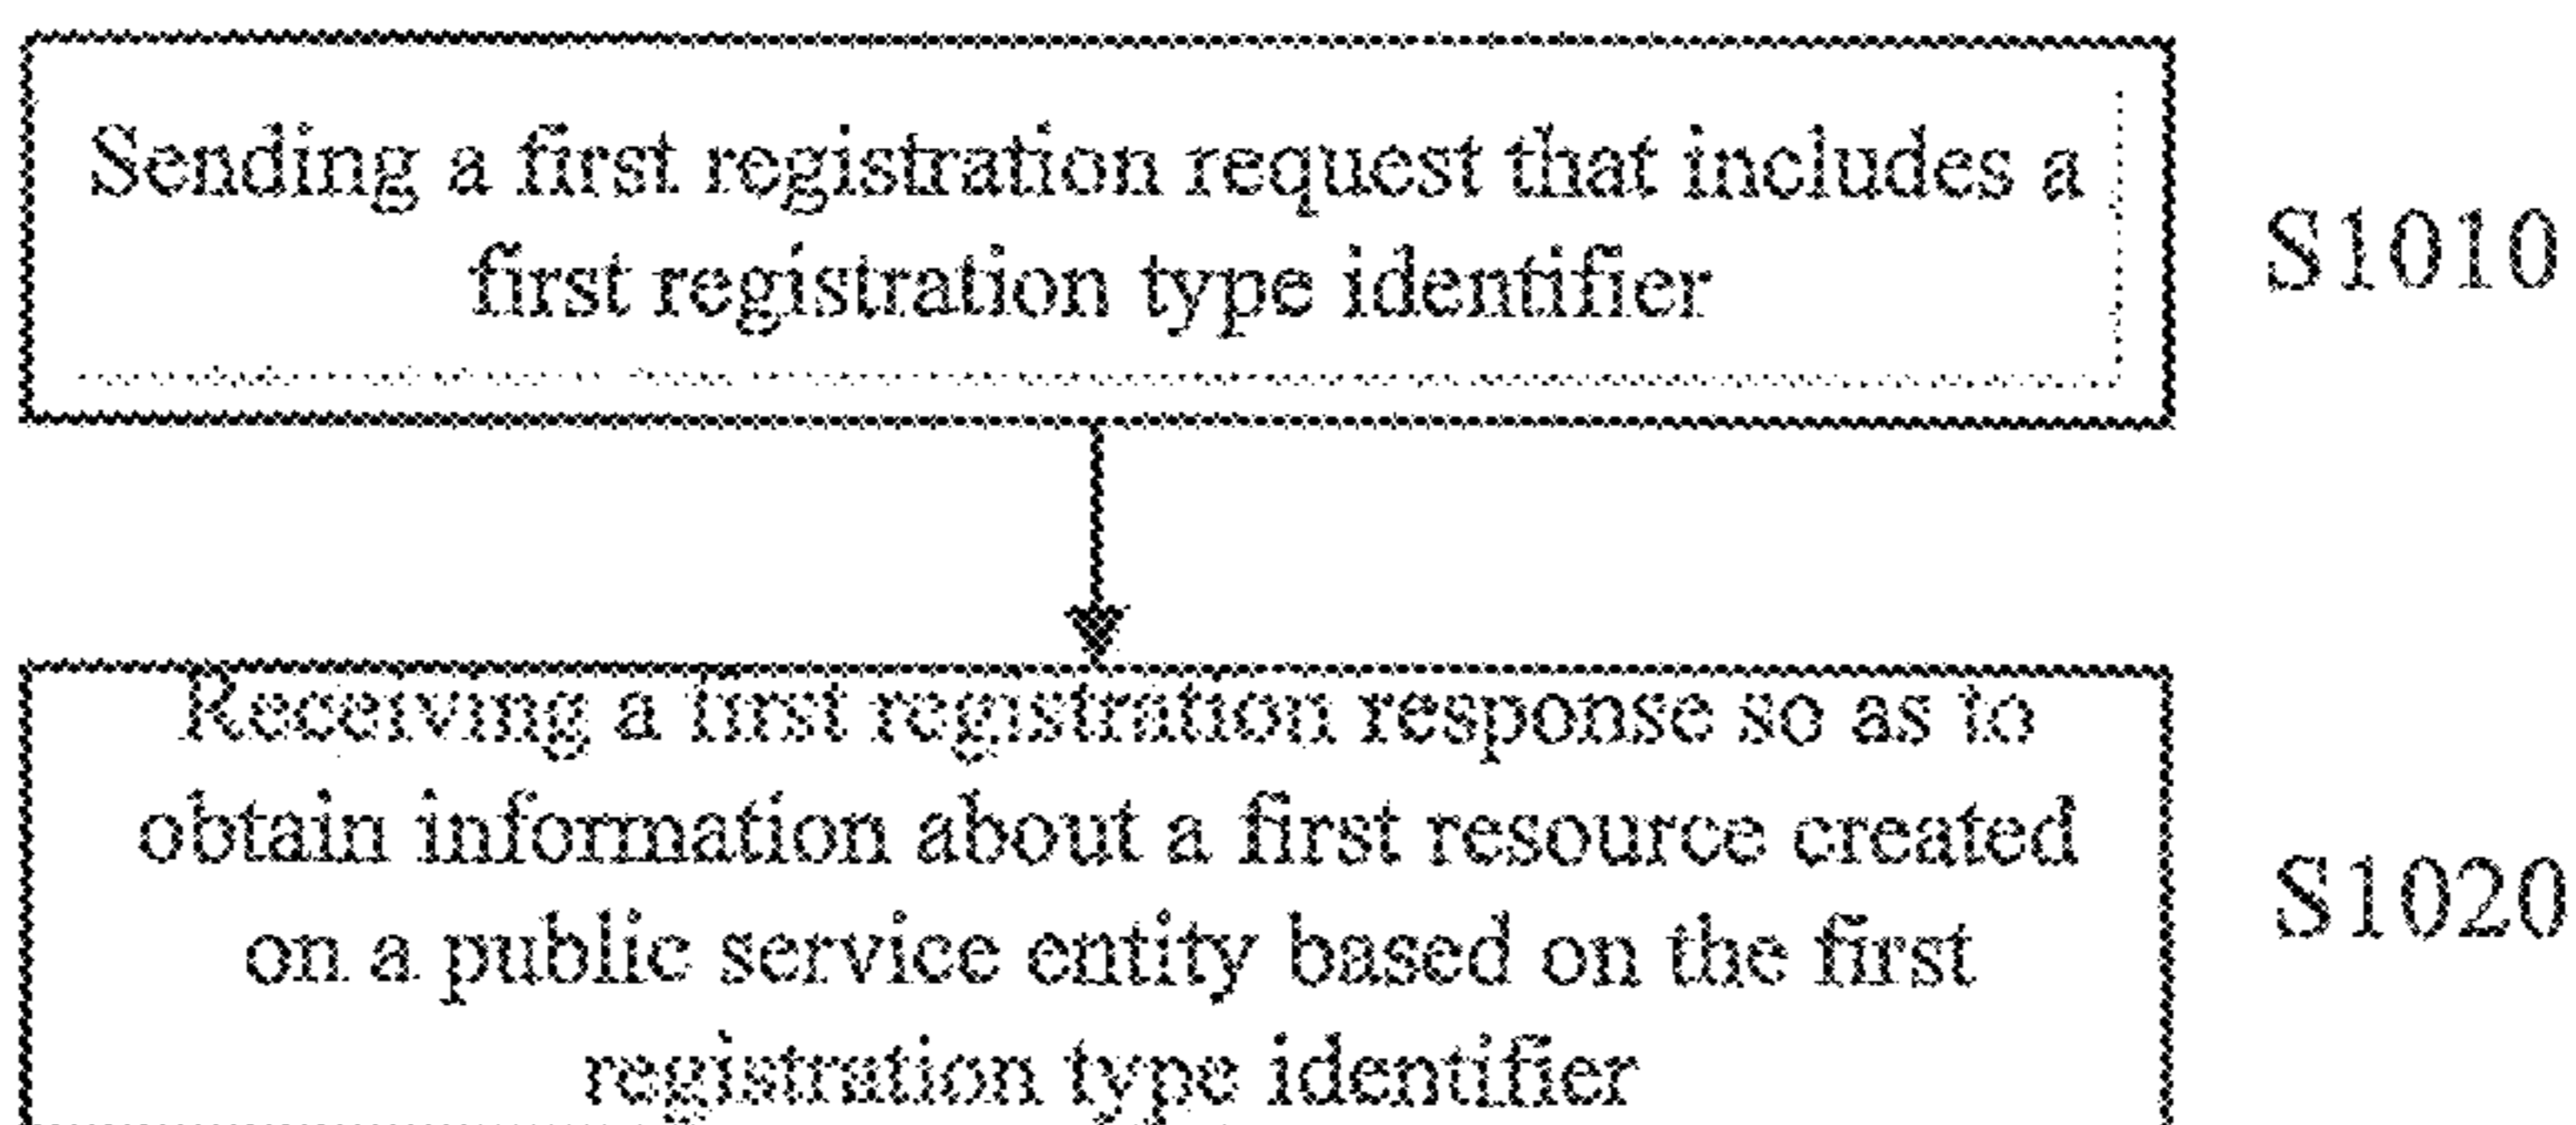 Sending a first registration request that includes a
first registration type identifier
S1010
Receiving a first registration response so as to
obtain information about a first resource created
on a public service entity based on the first
registration type identifier
S1020